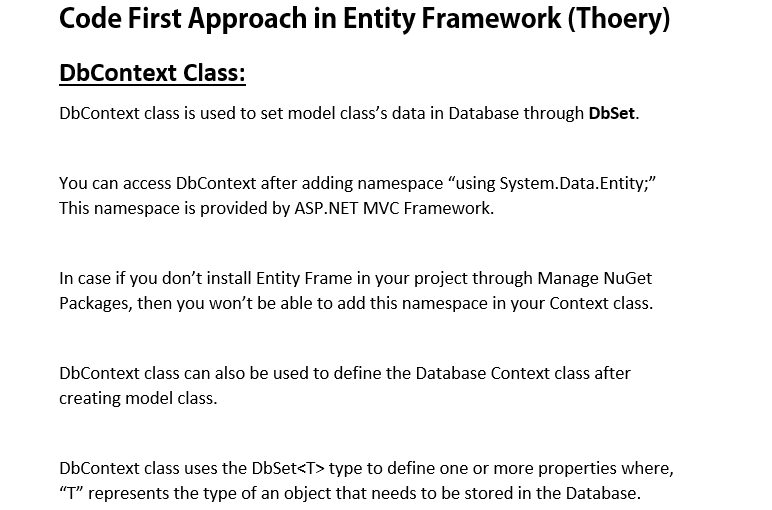 Code First Approach in Entity Framework (Thoery)
DbContext Class:
DbContext class is used to set model class’s data in Database through DbSet.
You can access DbContext after adding namespace “using System.Data.Entity;”
This namespace is provided by ASP.NET MVC Framework.
In case if you don’t install Entity Frame in your project through Manage NuGet
Packages, then you won’t be able to add this namespace in your Context class.
DbContext class can also be used to define the Database Context class after
creating model class.
DbContext class uses the DbSet<T> type to define one or more properties where,
“T” represents the type of an object that needs to be stored in the Database.